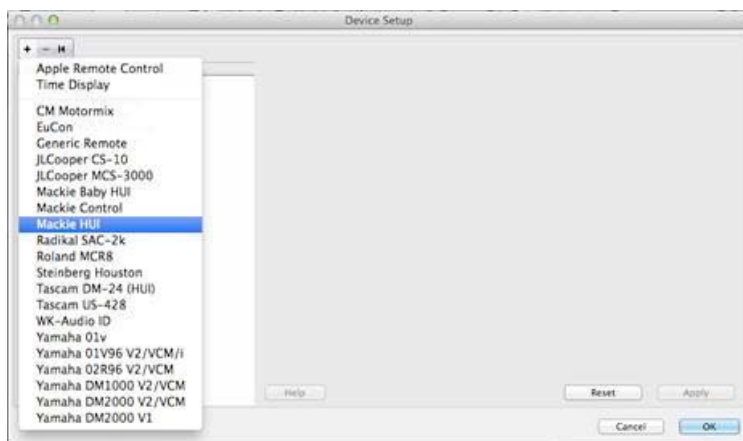 Device Setup
+ - |◀
Apple Remote Control
Time Display
CM Motormix
EuCon
Generic Remote
JLCooper CS-10
JLCooper MCS-3000
Mackie Baby HUI
Mackie Control
Mackie HUI
Radikal SAC-2k
Roland MCR8
Steinberg Houston
Tascam DM-24 (HUI)
Tascam US-428
WK-Audio ID
Yamaha 01v
Yamaha 01V96 V2/VCM/i
Yamaha 02R96 V2/VCM
Yamaha DM1000 V2/VCM
Yamaha DM2000 V2/VCM
Yamaha DM2000 V1
Help Reset Apply
Cancel OK